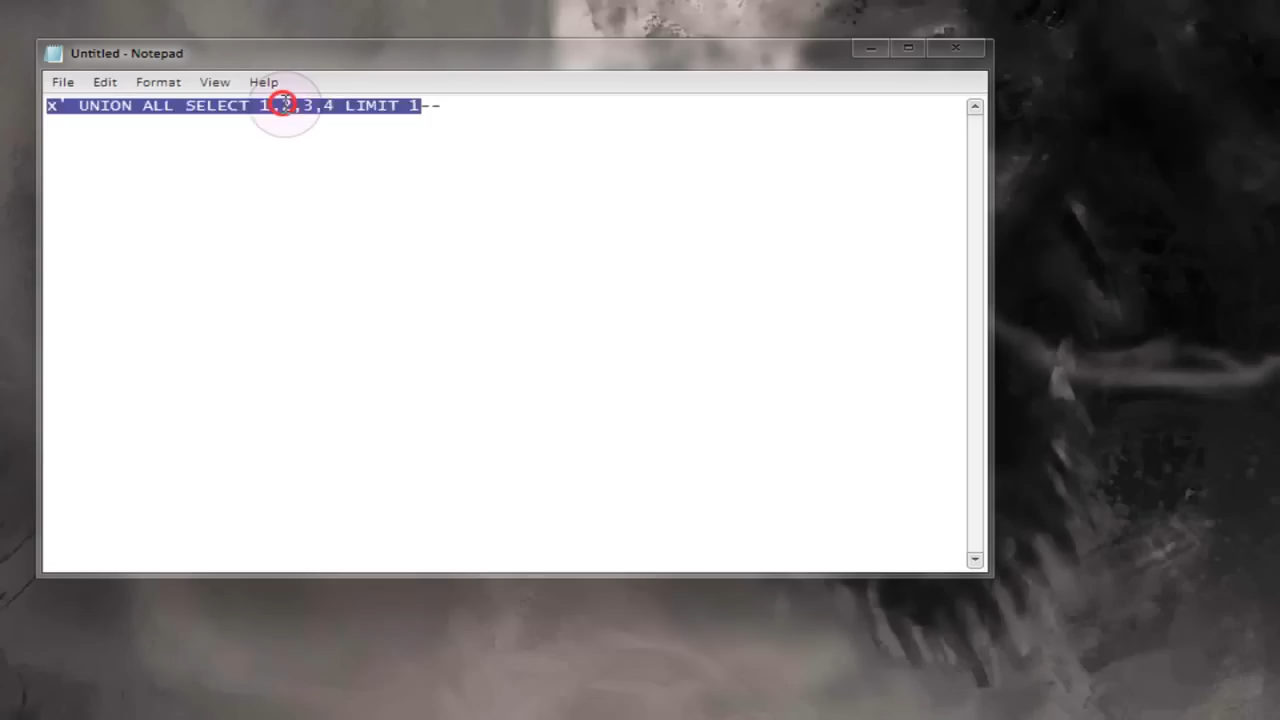 Untitled - Notepad
File Edit Format View Help
x' UNION ALL SELECT 1,2,3,4 LIMIT 1--